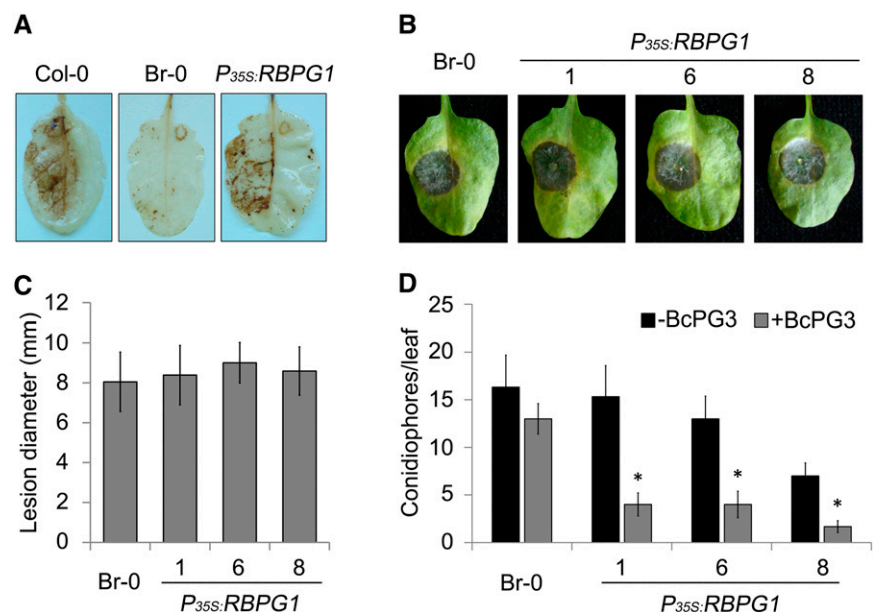 A
Col-0 Br-0 P35S:RBPG1
B
Br-0
P35S:RBPG1
1 6 8
C
Lesion diameter (mm)
12
10
8
6
4
2
0
Br-0
1 6 8
P35S:RBPG1
D
Conidiophores/leaf
25
20
15
10
5
0
-BcPG3 +BcPG3
* * *
Br-0
1 6 8
P35S:RBPG1